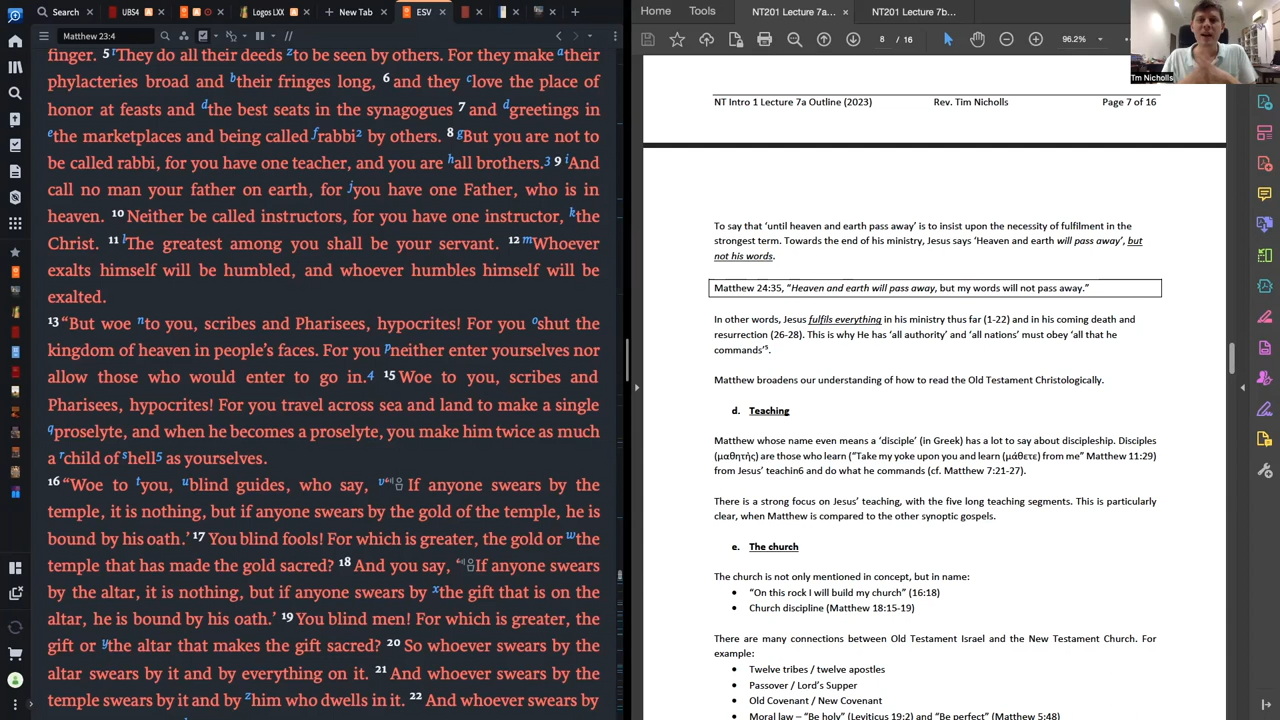 UBS4
Logos LXX
New Tab
ESV
Matthew 23:4
finger. 5 r They do all their deeds z to be seen by others. For they make a their
phylacteries broad and b their fringes long, 6 and they c love the place of
honor at feasts and d the best seats in the synagogues 7 and d greetings in
e the marketplaces and being called f rabbi 2 by others. 8 g But you are not to
be called rabbi, for you have one teacher, and you are h all brothers. 3 9 i And
call no man your father on earth, for j you have one Father, who is in
heaven. 10 Neither be called instructors, for you have one instructor, k the
Christ. 11 l The greatest among you shall be your servant. 12 m Whoever
exalts himself will be humbled, and whoever humbles himself will be
exalted.
13 “But woe n to you, scribes and Pharisees, hypocrites! For you o shut the
kingdom of heaven in people’s faces. For you p neither enter yourselves nor
allow those who would enter to go in. 4 15 Woe to you, scribes and
Pharisees, hypocrites! For you travel across sea and land to make a single
q proselyte, and when he becomes a proselyte, you make him twice as much
a r child of s hell 5 as yourselves.
16 “Woe to t you, u blind guides, who say, v ‘If anyone swears by the
temple, it is nothing, but if anyone swears by the gold of the temple, he is
bound by his oath.’ 17 You blind fools! For which is greater, the gold or w the
temple that has made the gold sacred? 18 And you say, ‘If anyone swears
by the altar, it is nothing, but if anyone swears by x the gift that is on the
altar, he is bound by his oath.’ 19 You blind men! For which is greater, the
gift or y the altar that makes the gift sacred? 20 So whoever swears by the
altar swears by it and by everything on it. 21 And whoever swears by the
temple swears by it and by z him who dwells in it. 22 And whoever swears by
Home Tools NT201 Lecture 7a... × NT201 Lecture 7b...
8 / 16 96.2%
Tm Nicholls
NT Intro 1 Lecture 7a Outline (2023) Rev. Tim Nicholls Page 7 of 16
To say that ‘until heaven and earth pass away’ is to insist upon the necessity of fulfilment in the
strongest term. Towards the end of his ministry, Jesus says ‘Heaven and earth will pass away’, but
not his words.
Matthew 24:35, “Heaven and earth will pass away, but my words will not pass away.”
In other words, Jesus fulfils everything in his ministry thus far (1-22) and in his coming death and
resurrection (26-28). This is why He has ‘all authority’ and ‘all nations’ must obey ‘all that he
commands’5.
Matthew broadens our understanding of how to read the Old Testament Christologically.
d. Teaching
Matthew whose name even means a ‘disciple’ (in Greek) has a lot to say about discipleship. Disciples
(μαθητής) are those who learn (“Take my yoke upon you and learn (μάθετε) from me” Matthew 11:29)
from Jesus’ teachin6 and do what he commands (cf. Matthew 7:21-27).
There is a strong focus on Jesus’ teaching, with the five long teaching segments. This is particularly
clear, when Matthew is compared to the other synoptic gospels.
e. The church
The church is not only mentioned in concept, but in name:
• “On this rock I will build my church” (16:18)
• Church discipline (Matthew 18:15-19)
There are many connections between Old Testament Israel and the New Testament Church. For
example:
• Twelve tribes / twelve apostles
• Passover / Lord’s Supper
• Old Covenant / New Covenant
• Moral law – “Be holy” (Leviticus 19:2) and “Be perfect” (Matthew 5:48)